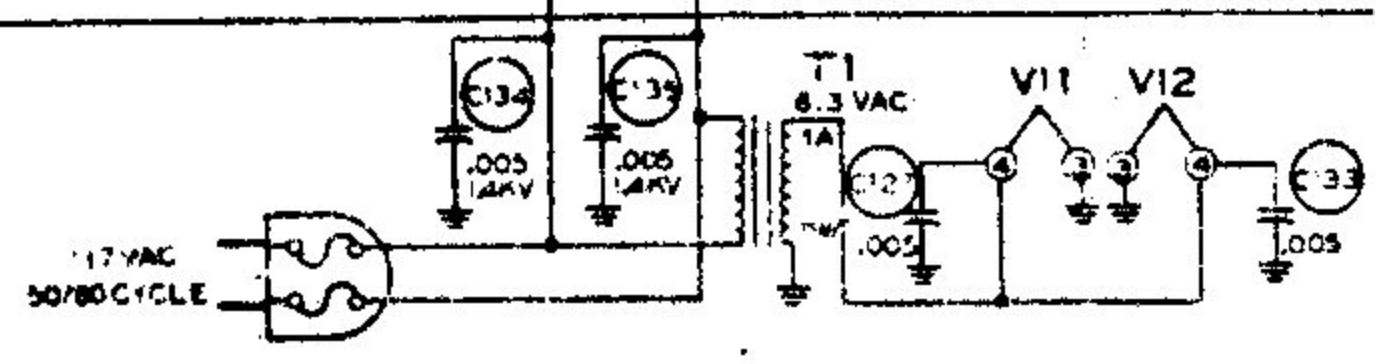 T1
V11
V12
C134
C135
6.3 VAC
1A
.005
1.4KV
.005
1.4KV
4
3
3
4
C133
.005
.005
117 VAC
50/60 CYCLE